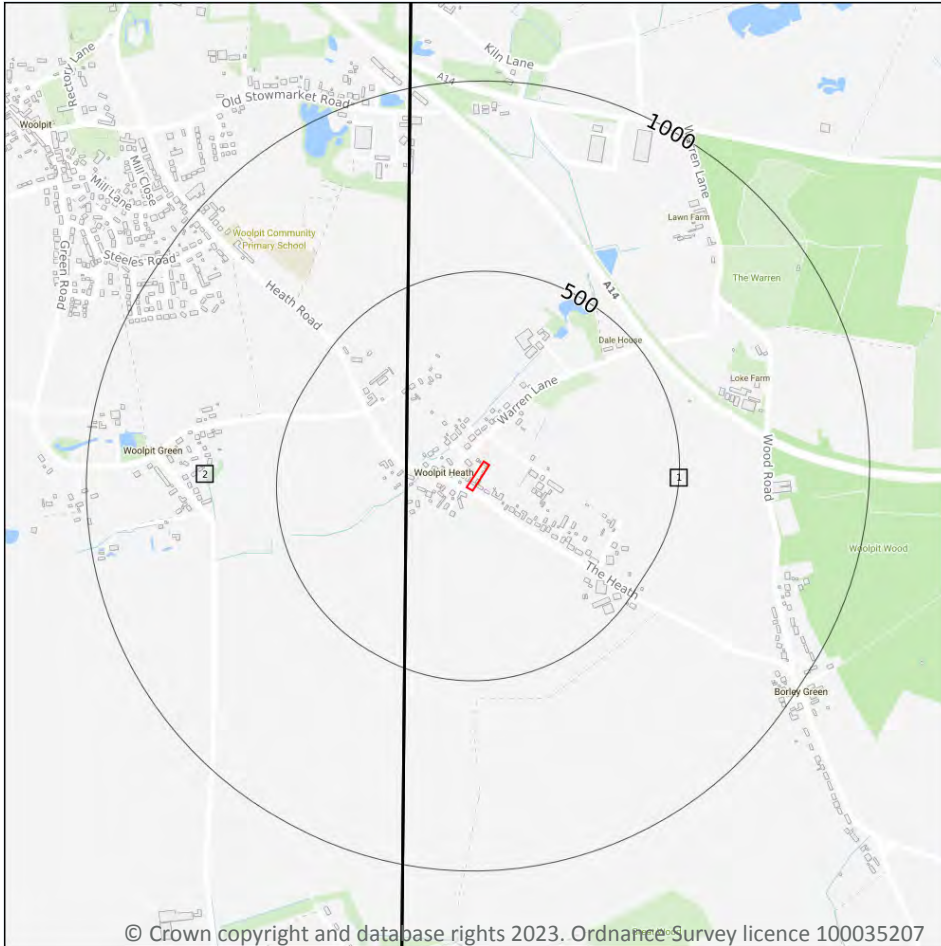 Kiln Lane
A14
Rectory Lane
Old Stowmarket Road
1000
Woolpit
Mill Close
Mill Lane
Warren Lane
Lawn Farm
Woolpit Community
Primary School
Green Road
Steeles Road
The Warren
A14
500
Heath Road
Dale House
Loke Farm
Warren Lane
Woolpit Green
2
Woolpit Heath
1
Wood Road
Woolpit Wood
The Heath
Borley Green
© Crown copyright and database rights 2023. Ordnance Survey licence 100035207